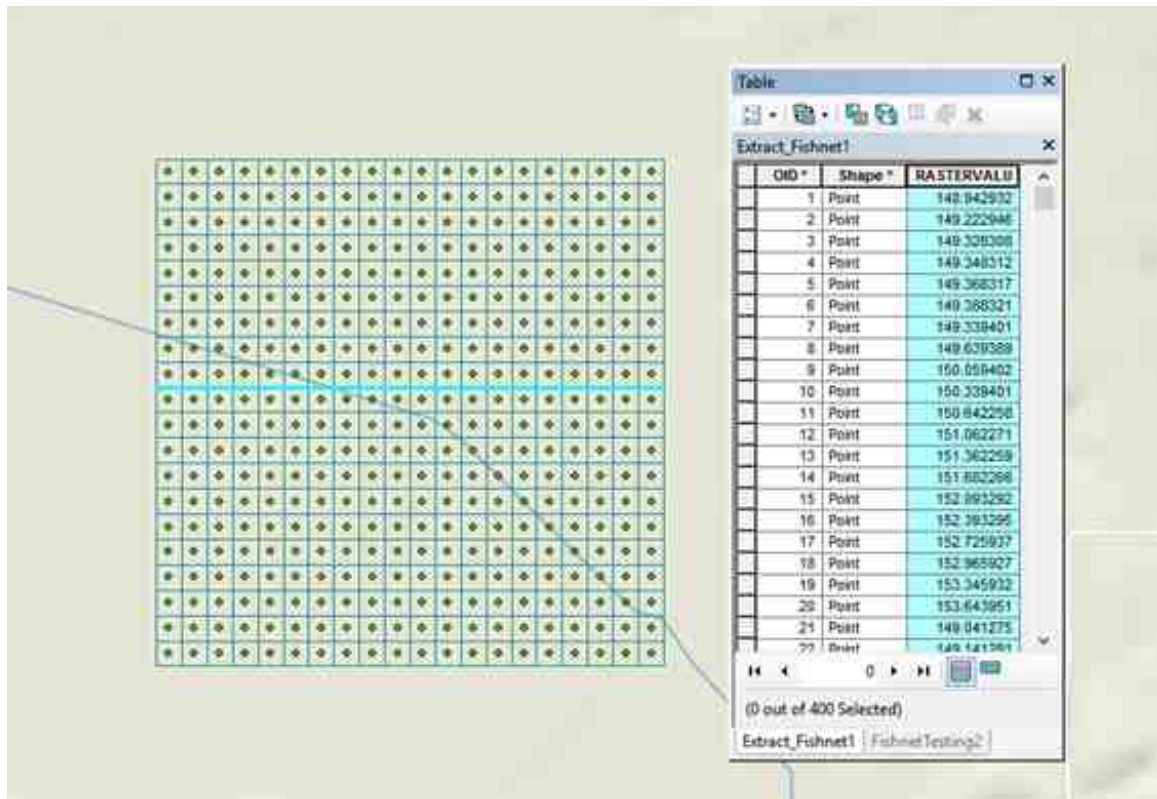 Table
Extract_Fishnet1
OID * Shape * RASTERVALU
1 Point 148.942932
2 Point 149.222946
3 Point 149.328308
4 Point 149.348312
5 Point 149.368317
6 Point 149.388321
7 Point 149.339401
8 Point 149.639389
9 Point 150.059402
10 Point 150.339401
11 Point 150.642258
12 Point 151.062271
13 Point 151.362259
14 Point 151.682266
15 Point 152.093292
16 Point 152.393295
17 Point 152.725937
18 Point 152.965927
19 Point 153.345932
20 Point 153.643951
21 Point 149.041275
22 Point
0
(0 out of 400 Selected)
Extract_Fishnet1 FishnetTesting2